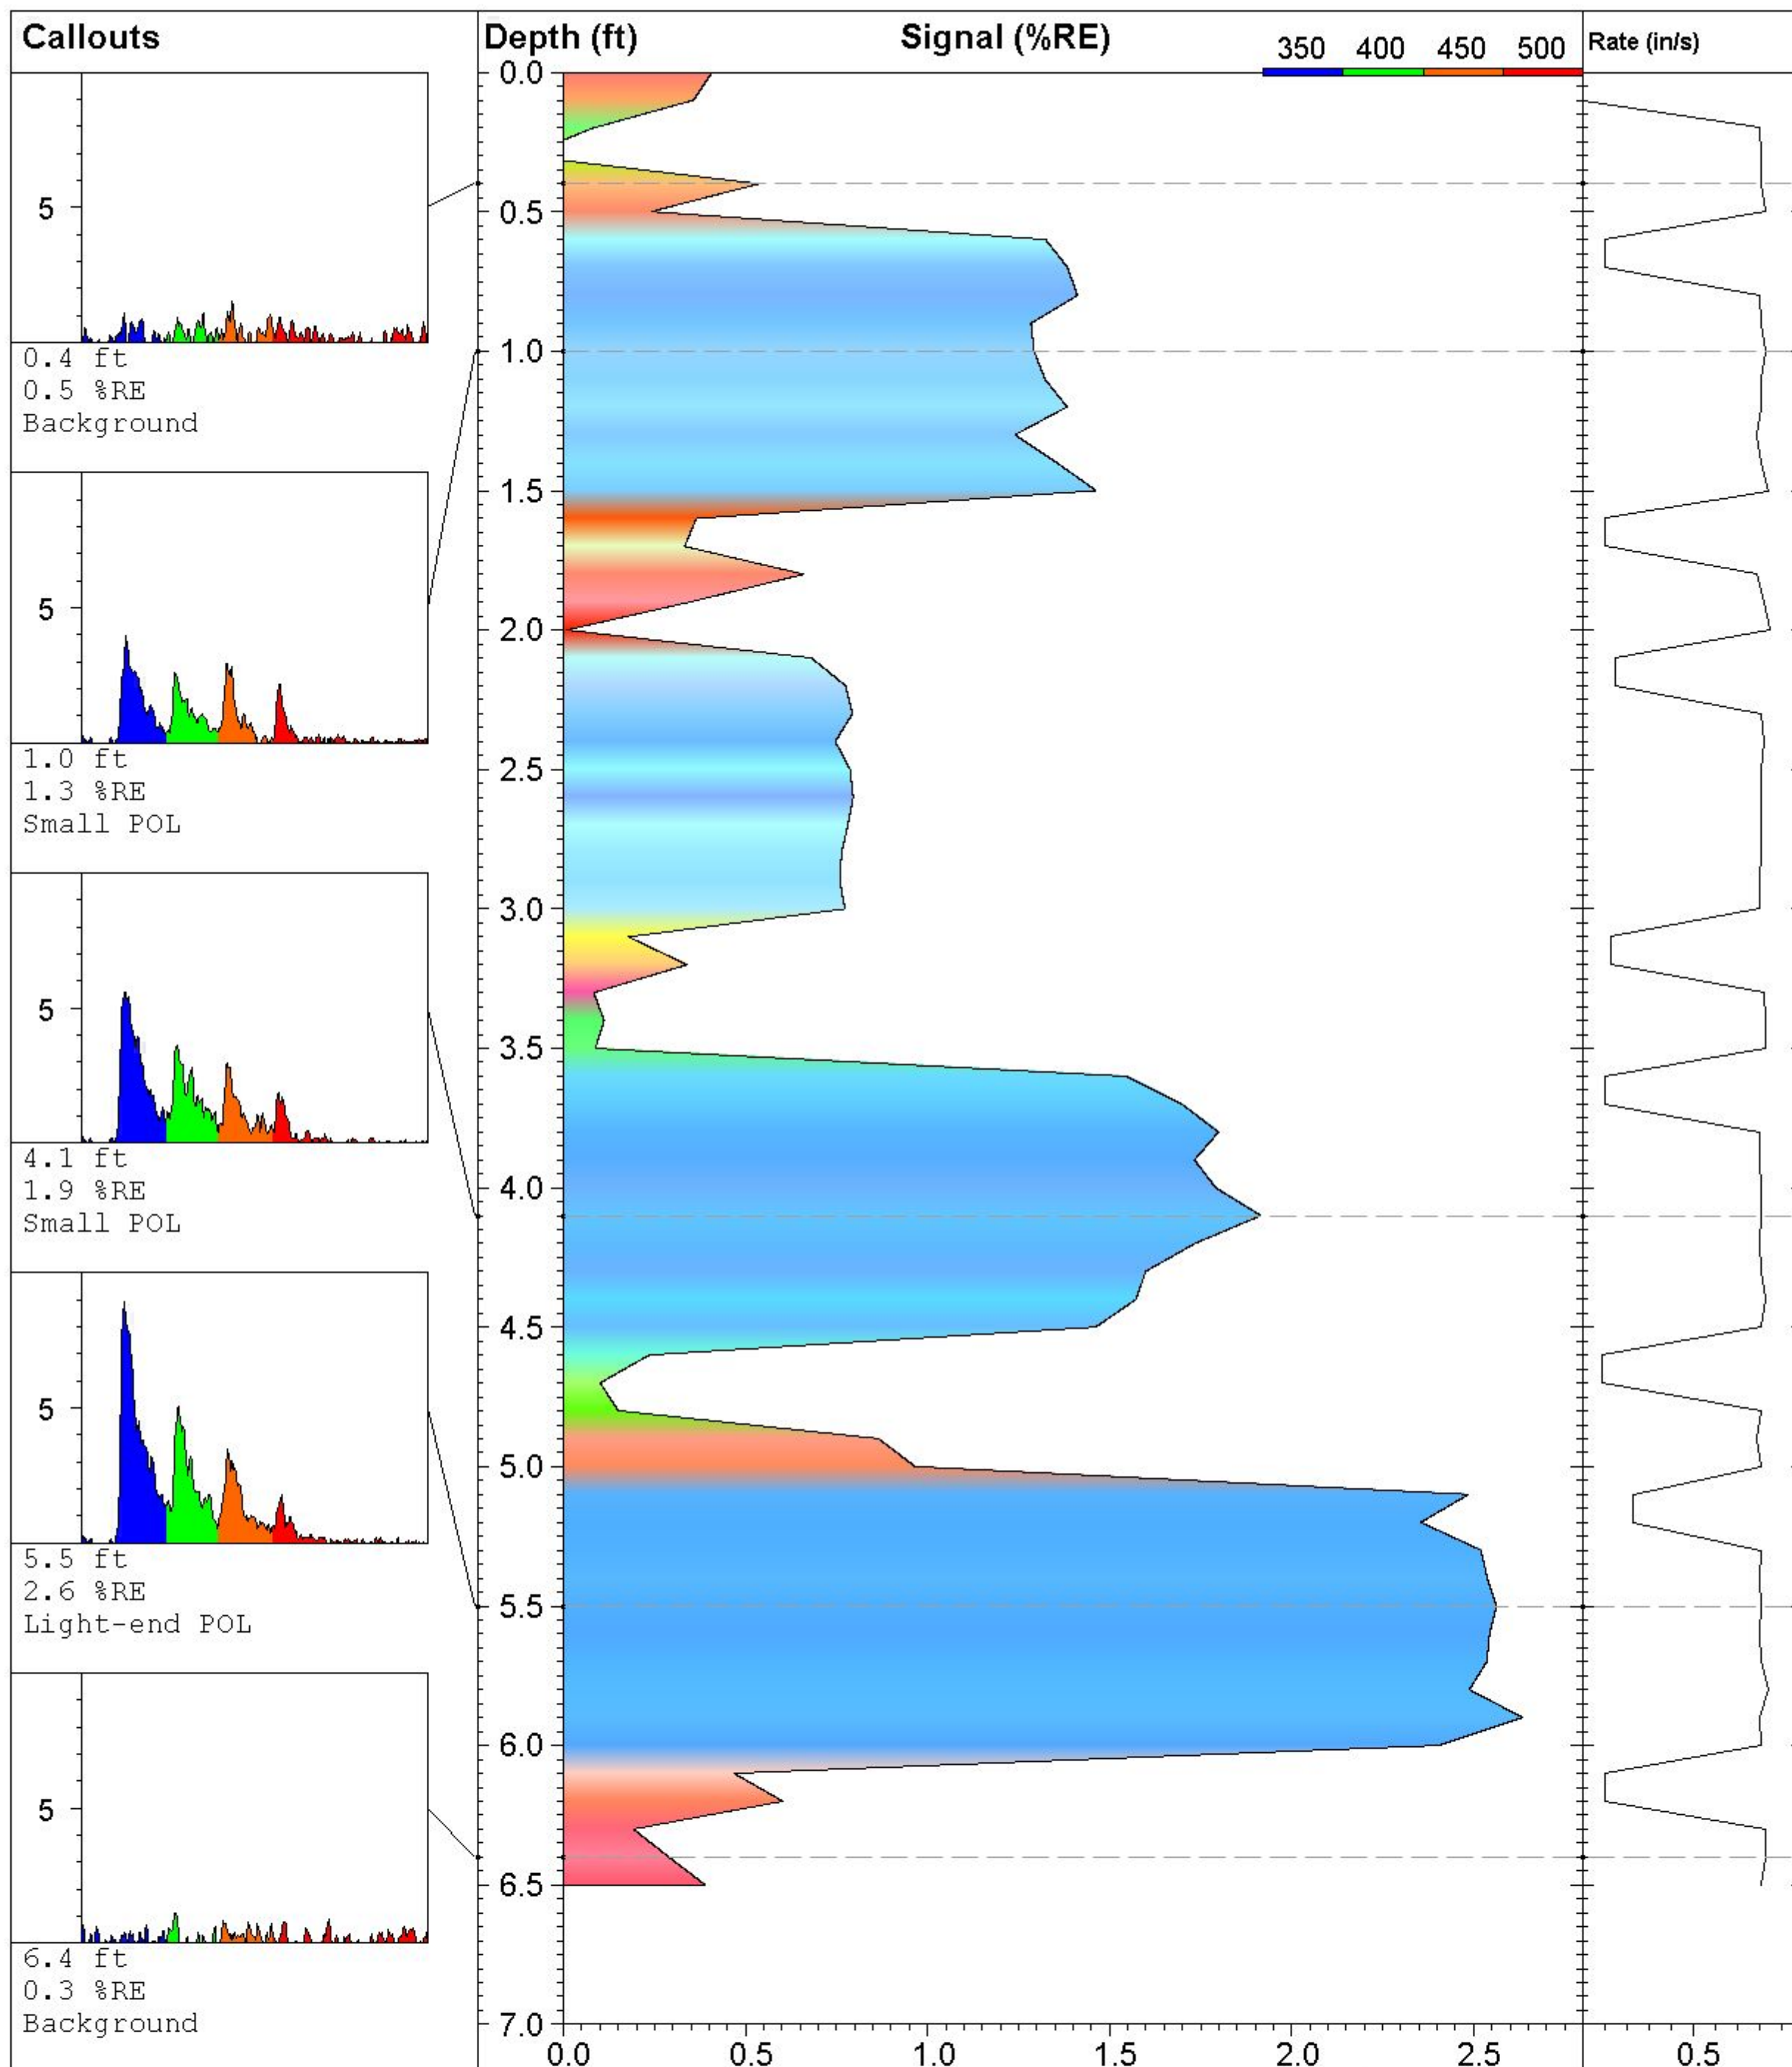 Callouts
Depth (ft)
Signal (%RE)
350 400 450 500
Rate (in/s)
5
0.4 ft
0.5 %RE
Background
5
1.0 ft
1.3 %RE
Small POL
5
4.1 ft
1.9 %RE
Small POL
5
5.5 ft
2.6 %RE
Light-end POL
5
6.4 ft
0.3 %RE
Background
0.0
0.5
1.0
1.5
2.0
2.5
3.0
3.5
4.0
4.5
5.0
5.5
6.0
6.5
7.0
0.0 0.5 1.0 1.5 2.0 2.5
0.5